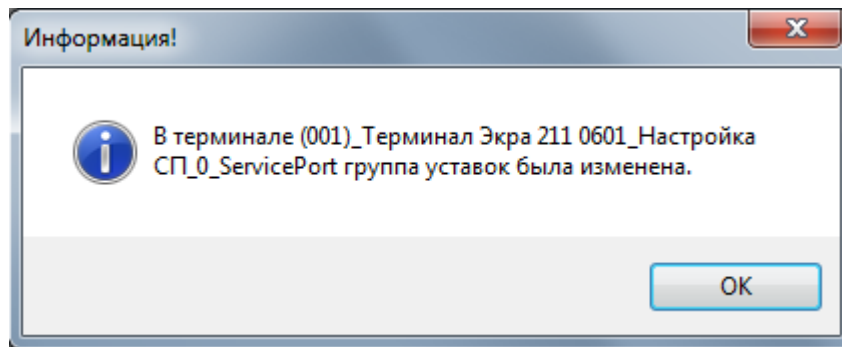 Информация!
В терминале (001)_Терминал Экра 211 0601_Настройка
СП_0_ServicePort группа уставок была изменена.
OK